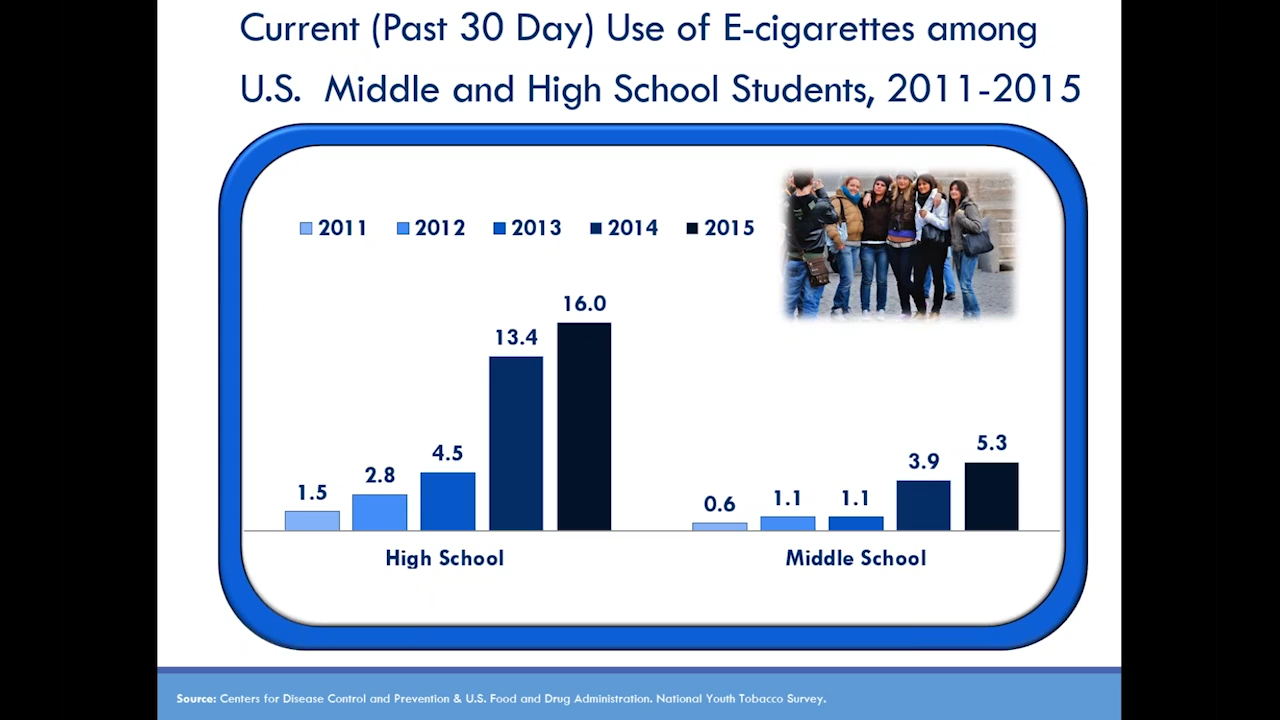 Current (Past 30 Day) Use of E-cigarettes among
U.S. Middle and High School Students, 2011-2015
2011 2012 2013 2014 2015
16.0
13.4
4.5
2.8
1.5
5.3
3.9
1.1
1.1
0.6
High School Middle School
Source: Centers for Disease Control and Prevention & U.S. Food and Drug Administration. National Youth Tobacco Survey.